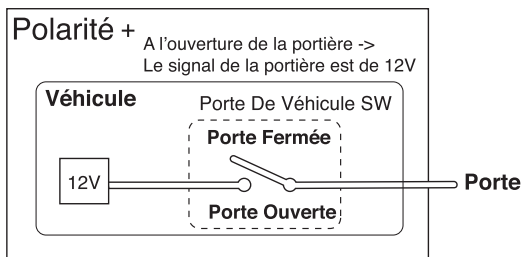 Polarité +
A l'ouverture de la portière ->
Le signal de la portière est de 12V
Véhicule
Porte De Véhicule SW
Porte Fermée
12V
Porte
Porte Ouverte